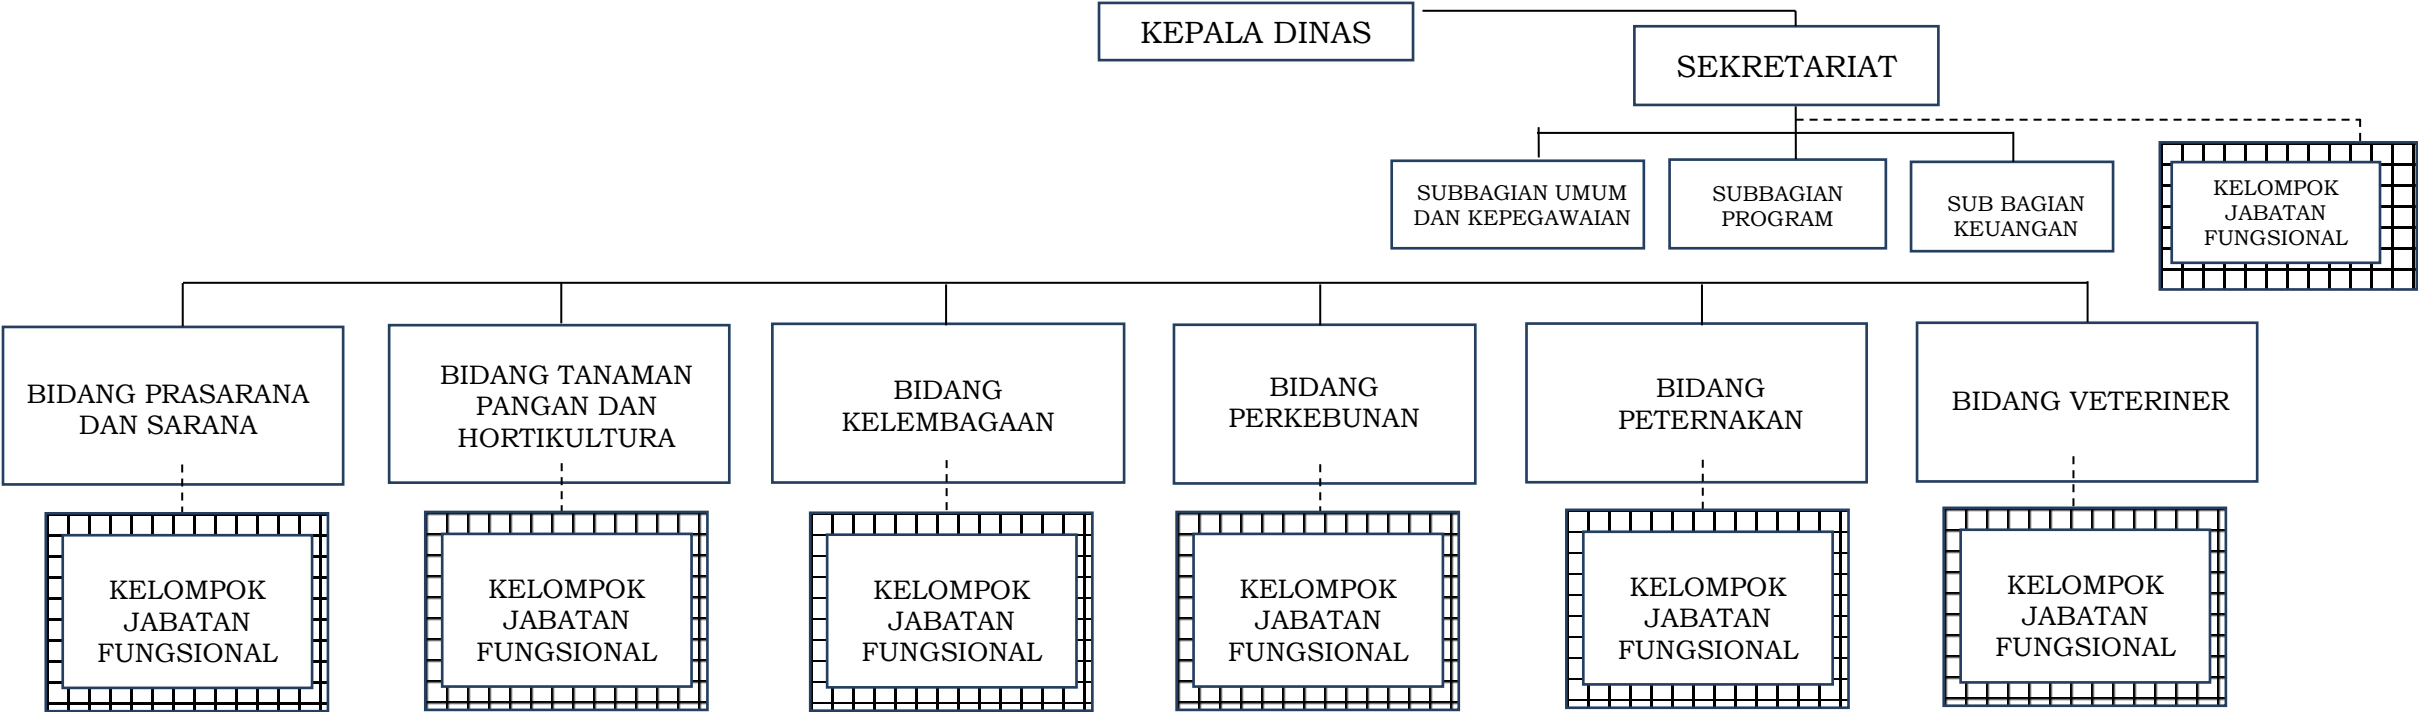 KEPALA DINAS
SEKRETARIAT
SUBBAGIAN UMUM
DAN KEPEGAWAIAN
SUBBAGIAN
PROGRAM
SUB BAGIAN
KEUANGAN
KELOMPOK
JABATAN
FUNGSIONAL
BIDANG PRASARANA
DAN SARANA
BIDANG TANAMAN
PANGAN DAN
HORTIKULTURA
BIDANG
KELEMBAGAAN
BIDANG
PERKEBUNAN
BIDANG
PETERNAKAN
BIDANG VETERINER
KELOMPOK
JABATAN
FUNGSIONAL
KELOMPOK
JABATAN
FUNGSIONAL
KELOMPOK
JABATAN
FUNGSIONAL
KELOMPOK
JABATAN
FUNGSIONAL
KELOMPOK
JABATAN
FUNGSIONAL
KELOMPOK
JABATAN
FUNGSIONAL